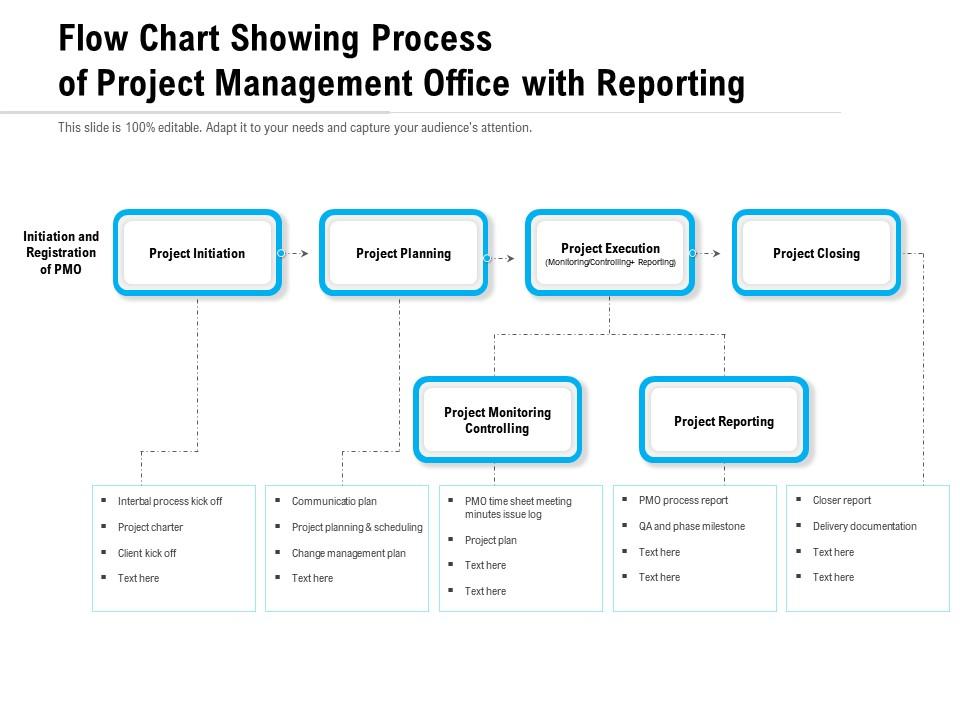 Flow Chart Showing Process
of Project Management Office with Reporting
This slide is 100% editable. Adapt it to your needs and capture your audience's attention.
Initiation and
Registration
of PMO
Project Initiation
Project Planning
Project Execution
(Monitoring/Controlling+ Reporting)
Project Closing
Project Monitoring
Controlling
Project Reporting
▪ Interbal process kick off
▪ Project charter
▪ Client kick off
▪ Text here
▪ Communicatio plan
▪ Project planning & scheduling
▪ Change management plan
▪ Text here
▪ PMO time sheet meeting
minutes issue log
▪ Project plan
▪ Text here
▪ Text here
▪ PMO process report
▪ QA and phase milestone
▪ Text here
▪ Text here
▪ Closer report
▪ Delivery documentation
▪ Text here
▪ Text here